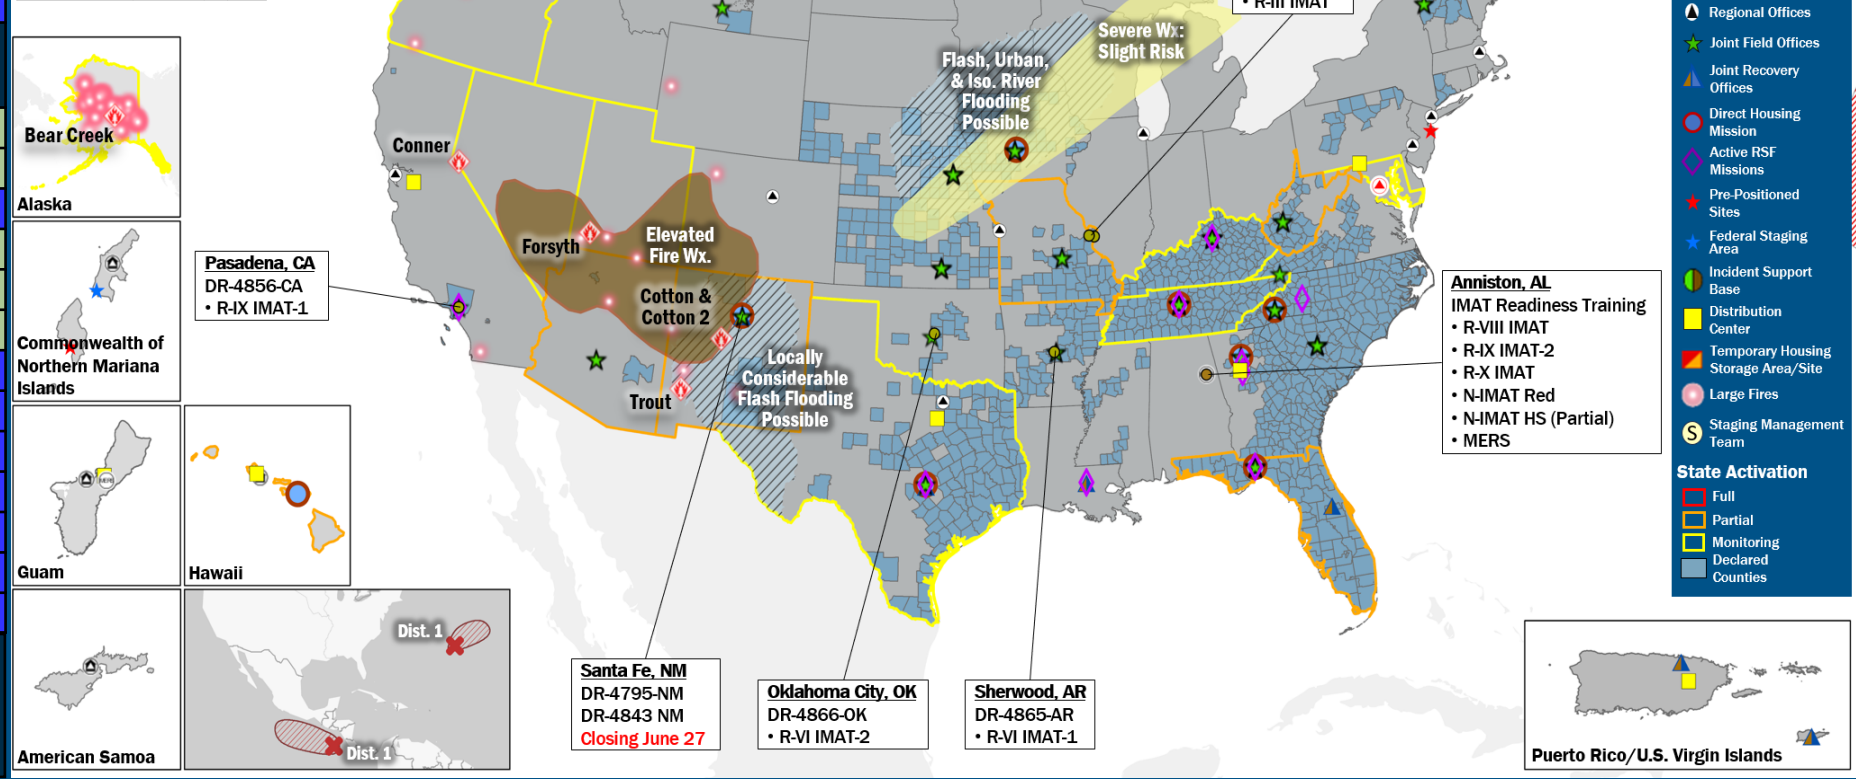 • R-III IMAT
Severe Wx:
Slight Risk
Flash, Urban,
& Iso. River
Flooding
Possible
Conner
Forsyth
Elevated
Fire Wx.
Cotton &
Cotton 2
Trout
Locally
Considerable
Flash Flooding
Possible
Bear Creek
Alaska
Commonwealth of
Northern Mariana
Islands
Guam
Hawaii
American Samoa
Dist. 1
Dist. 1
Pasadena, CA
DR-4856-CA
• R-IX IMAT-1
Santa Fe, NM
DR-4795-NM
DR-4843 NM
Closing June 27
Oklahoma City, OK
DR-4866-OK
• R-VI IMAT-2
Sherwood, AR
DR-4865-AR
• R-VI IMAT-1
Anniston, AL
IMAT Readiness Training
• R-VIII IMAT
• R-IX IMAT-2
• R-X IMAT
• N-IMAT Red
• N-IMAT HS (Partial)
• MERS
Puerto Rico/U.S. Virgin Islands
Regional Offices
Joint Field Offices
Joint Recovery
Offices
Direct Housing
Mission
Active RSF
Missions
Pre-Positioned
Sites
Federal Staging
Area
Incident Support
Base
Distribution
Center
Temporary Housing
Storage Area/Site
Large Fires
S
Staging Management
Team
State Activation
Full
Partial
Monitoring
Declared
Counties